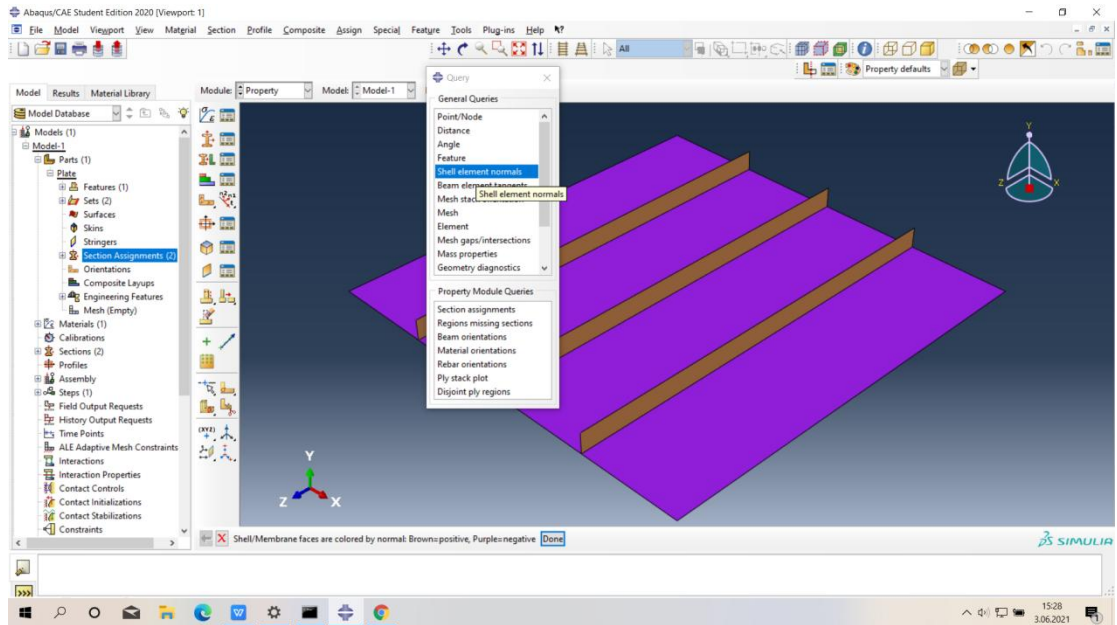 Abaqus/CAE Student Edition 2020 [Viewport: 1]
File Model Viewport View Material Section Profile Composite Assign Special Feature Tools Plug-ins Help
All
Property defaults
Model Results Material Library
Module: Property Model: Model-1
Model Database
Models (1)
Model-1
Parts (1)
Plate
Features (1)
Sets (2)
Surfaces
Skins
Stringers
Section Assignments (2)
Orientations
Composite Layups
Engineering Features
Mesh (Empty)
Materials (1)
Calibrations
Sections (2)
Profiles
Assembly
Steps (1)
Field Output Requests
History Output Requests
Time Points
ALE Adaptive Mesh Constraints
Interactions
Interaction Properties
Contact Controls
Contact Initializations
Contact Stabilizations
Constraints
Query
General Queries
Point/Node
Distance
Angle
Feature
Shell element normals
Beam element tangents
Shell element normals
Mesh
Element
Mesh gaps/intersections
Mass properties
Geometry diagnostics
Property Module Queries
Section assignments
Regions missing sections
Beam orientations
Material orientations
Rebar orientations
Ply stack plot
Disjoint ply regions
Y
Z X
Y
Z X
Shell/Membrane faces are colored by normal: Brown=positive, Purple=negative Done
SIMULIA
>>>
15:28
3.06.2021